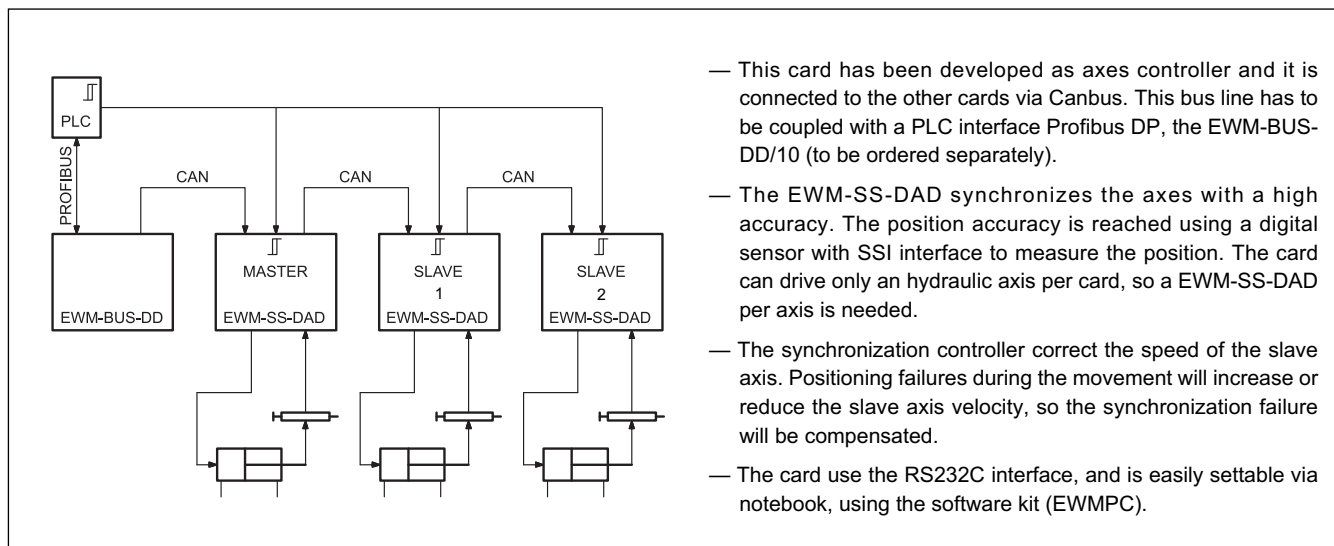 PLC
PROFIBUS
CAN
CAN
CAN
MASTER
SLAVE
1
SLAVE
2
EWM-BUS-DD
EWM-SS-DAD
EWM-SS-DAD
EWM-SS-DAD
— This card has been developed as axes controller and it is
connected to the other cards via Canbus. This bus line has to
be coupled with a PLC interface Profibus DP, the EWM-BUS-
DD/10 (to be ordered separately).
— The EWM-SS-DAD synchronizes the axes with a high
accuracy. The position accuracy is reached using a digital
sensor with SSI interface to measure the position. The card
can drive only an hydraulic axis per card, so a EWM-SS-DAD
per axis is needed.
— The synchronization controller correct the speed of the slave
axis. Positioning failures during the movement will increase or
reduce the slave axis velocity, so the synchronization failure
will be compensated.
— The card use the RS232C interface, and is easily settable via
notebook, using the software kit (EWMPC).